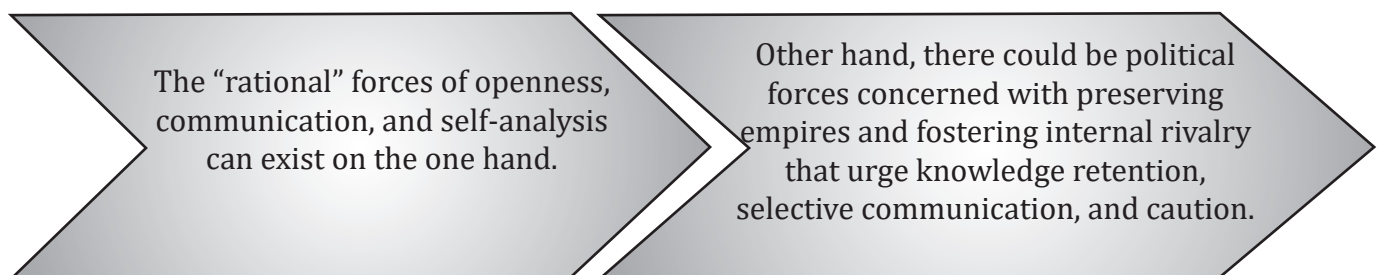 The “rational” forces of openness,
communication, and self-analysis
can exist on the one hand.
Other hand, there could be political
forces concerned with preserving
empires and fostering internal rivalry
that urge knowledge retention,
selective communication, and caution.